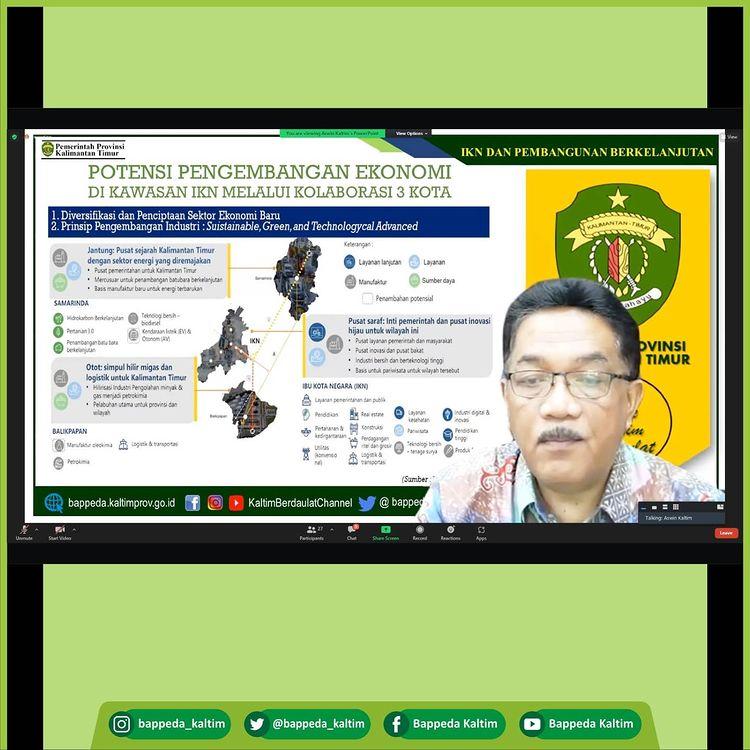 You are viewing Aswin Kaltim's PowerPoint
View Options
View
Pemerintah Provinsi
Kalimantan Timur
IKN DAN PEMBANGUNAN BERKELANJUTAN
POTENSI PENGEMBANGAN EKONOMI
DI KAWASAN IKN MELALUI KOLABORASI 3 KOTA
1. Diversifikasi dan Penciptaan Sektor Ekonomi Baru
2. Prinsip Pengembangan Industri : Sustainable, Green, and Technologycal Advanced
Jantung: Pusat sejarah Kalimantan Timur
dengan sektor energi yang diremajakan
• Pusat pemerintahan untuk Kalimantan Timur
• Mercusuar untuk penambangan batubara berkelanjutan
• Basis manufaktur baru untuk energi terbarukan
SAMARINDA
Hidrokarbon Berkelanjutan
Pertanian 3.0
Penambangan batu bara
berkelanjutan
Teknologi bersih –
biodiesel
Kendaraan listrik (EV) &
Otonom (AV)
Otot: simpul hilir migas dan
logistik untuk Kalimantan Timur
• Hilirisasi Industri Pengolahan minyak &
gas menjadi petrokimia
• Pelabuhan utama untuk provinsi dan
wilayah
BALIKPAPAN
Manufaktur oleokimia
Logistik & transportasi
Petrokimia
Samarinda
IKN
Balikpapan
Keterangan :
Layanan lanjutan
Layanan
Manufaktur
Sumber daya
Penambahan potensial
Pusat saraf: Inti pemerintah dan pusat inovasi
hijau untuk wilayah ini
• Pusat layanan pemerintah dan masyarakat
• Pusat inovasi dan pusat bakat
• Industri bersih dan berteknologi tinggi
• Basis untuk pariwisata untuk wilayah tersebut
IBU KOTA NEGARA (IKN)
Layanan pemerintahan dan publik
Pendidikan
Pertahanan &
kedirgantaraan
Utilitas
(konvensio
nal)
Real estate
Konstruksi
Perdagangan
ritel dan grosir
Logistik &
transportasi
Layanan
kesehatan
Pariwisata
Teknologi bersih
– tenaga surya
Industri digital &
inovasi
Pendidikan
tinggi
Produk
(Sumber :
KALIMANTAN - TIMUR
OVINSI
TIMUR
bappeda.kaltimprov.go.id
KaltimBerdaulatChannel
@ bappe
Talking: Aswin Kaltim
Unmute
Start Video
Participants
27
Chat
Share Screen
Record
Reactions
Apps
Leave
bappeda_kaltim
@bappeda_kaltim
Bappeda Kaltim
Bappeda Kaltim